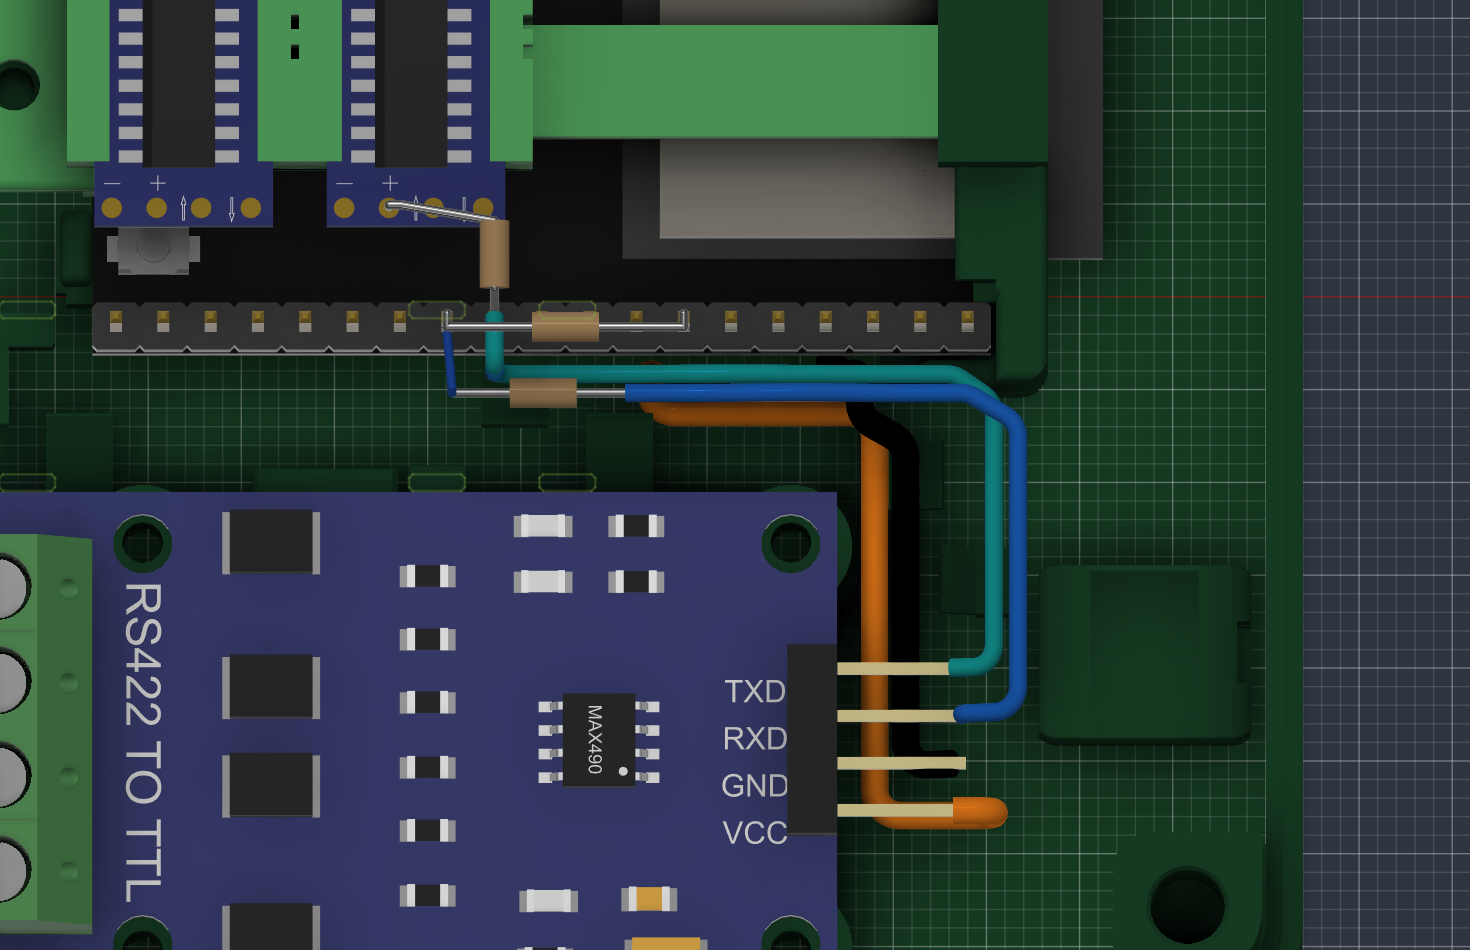 — + — +
RS422 TO TTL
MAX490
TXD
RXD
GND
VCC